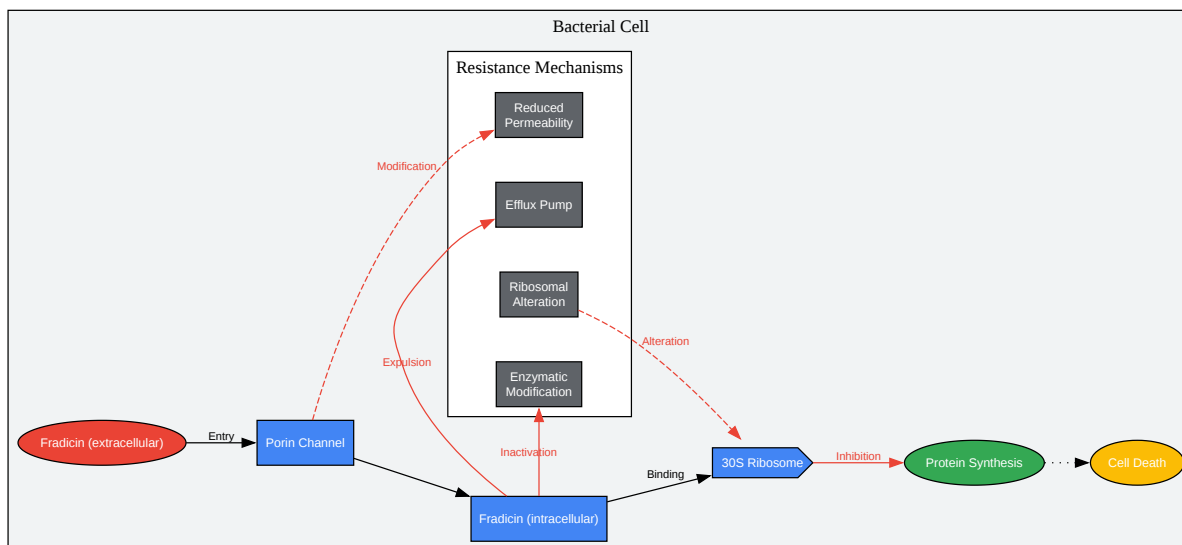 Bacterial Cell
Resistance Mechanisms
Reduced
Permeability
Modification
Efflux Pump
Ribosomal
Alteration
Alteration
Expulsion
Enzymatic
Modification
Fradicin (extracellular)
Entry
Porin Channel
Inactivation
Binding
30S Ribosome
Inhibition
Protein Synthesis
Cell Death
Fradicin (intracellular)